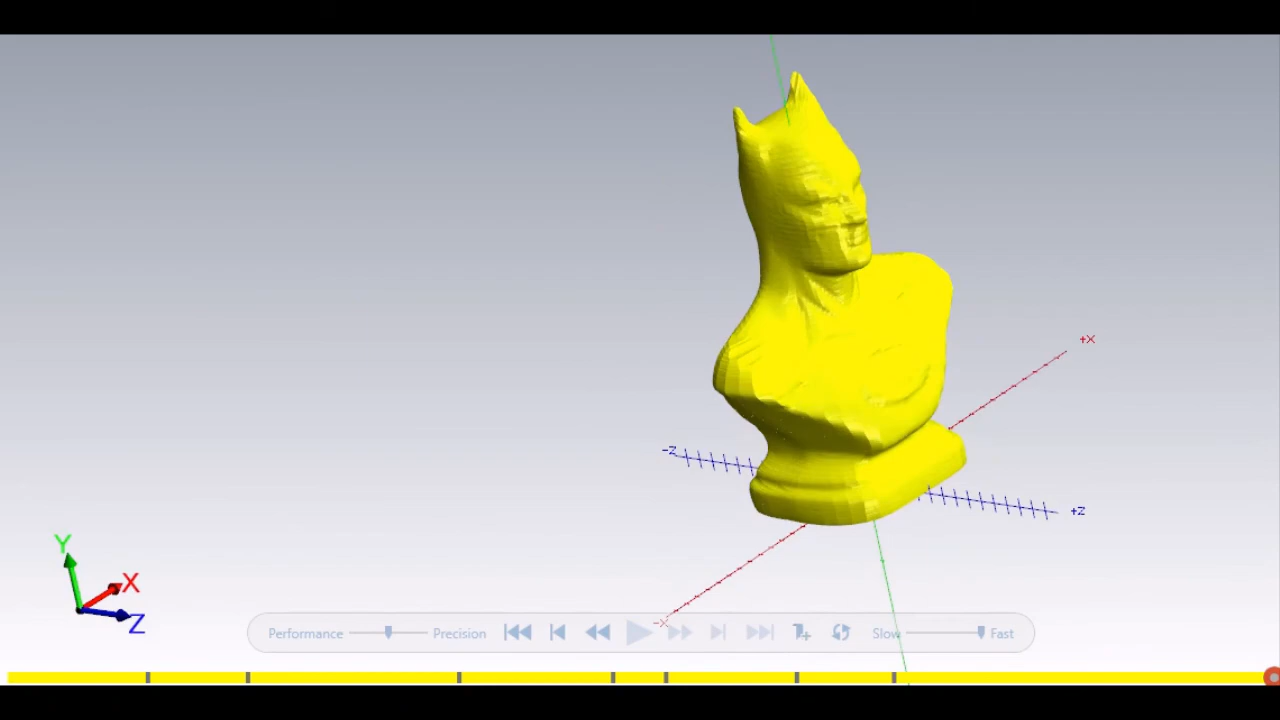 +X
-Z
+Z
Y
X
Z
-X
Performance Precision Slow Fast